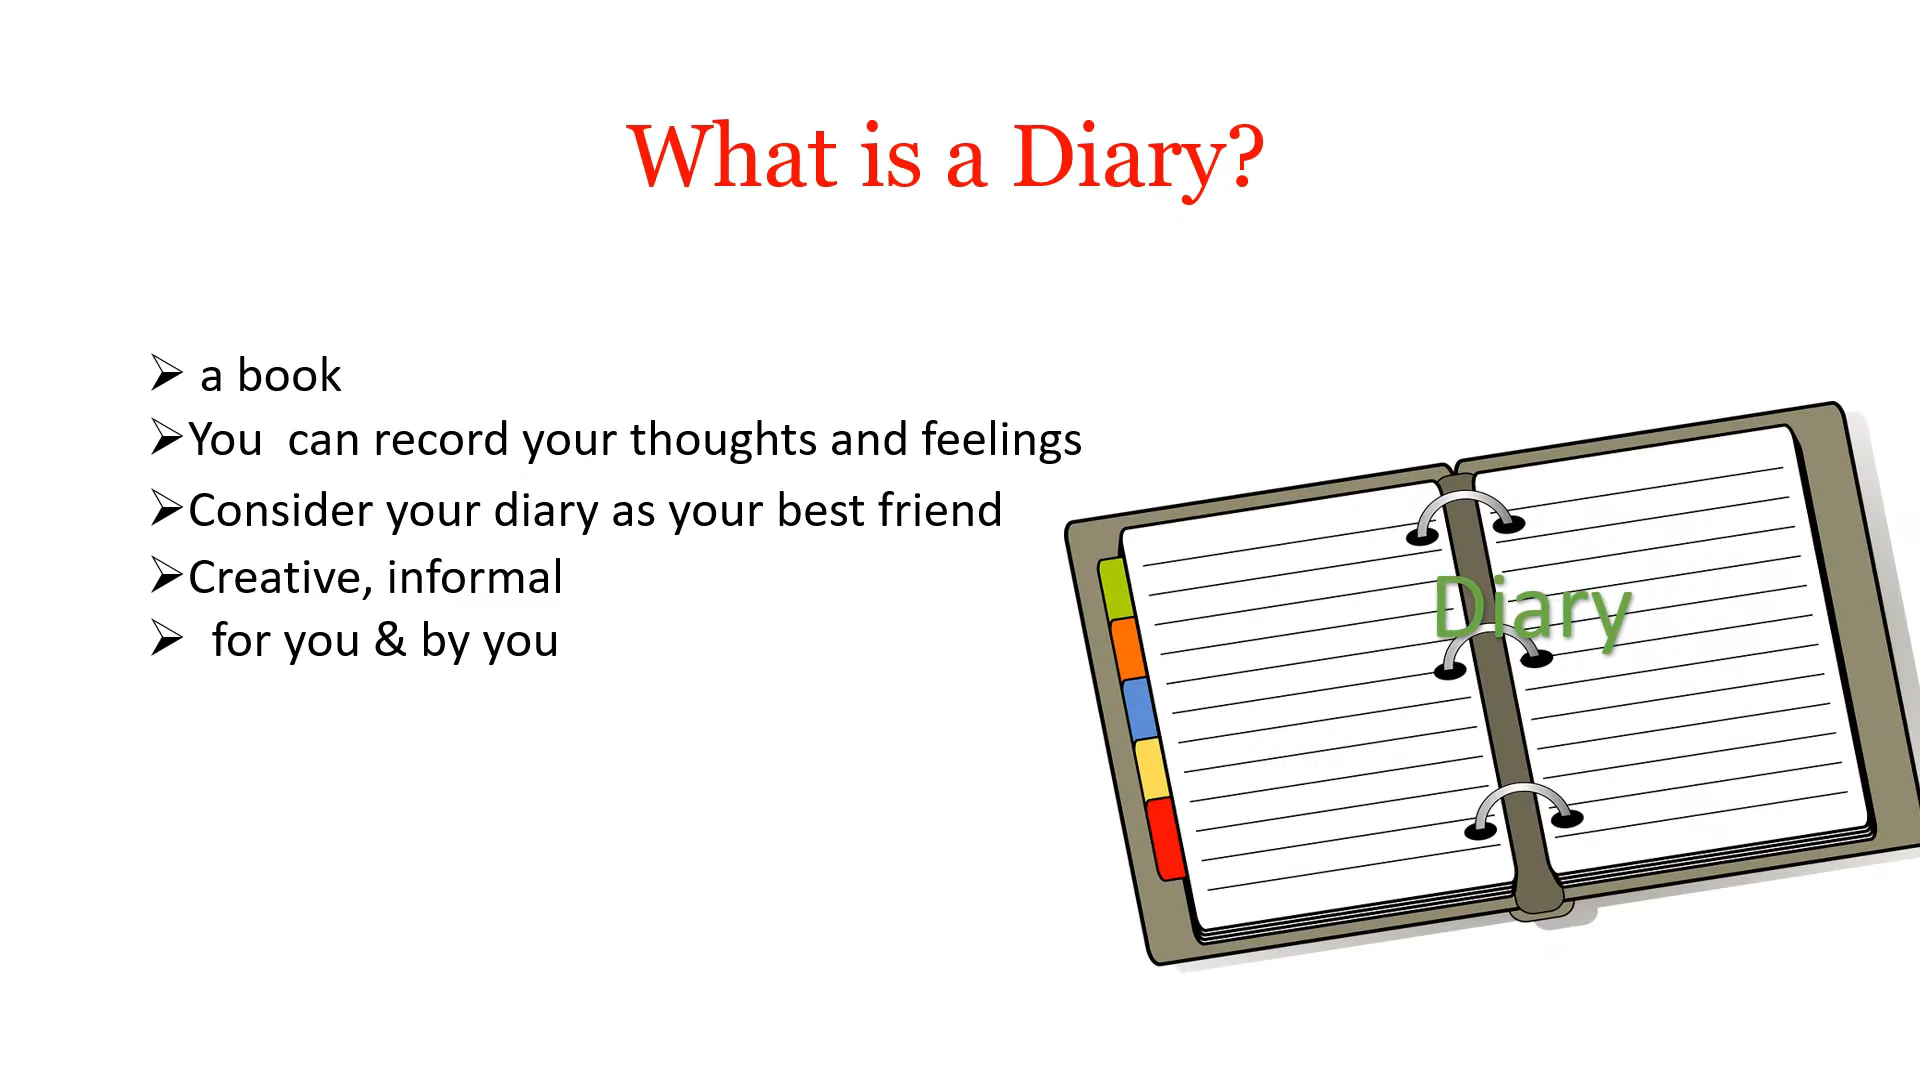 What is a Diary?
➢ a book
➢You can record your thoughts and feelings
➢Consider your diary as your best friend
➢Creative, informal
➢ for you & by you
Diary